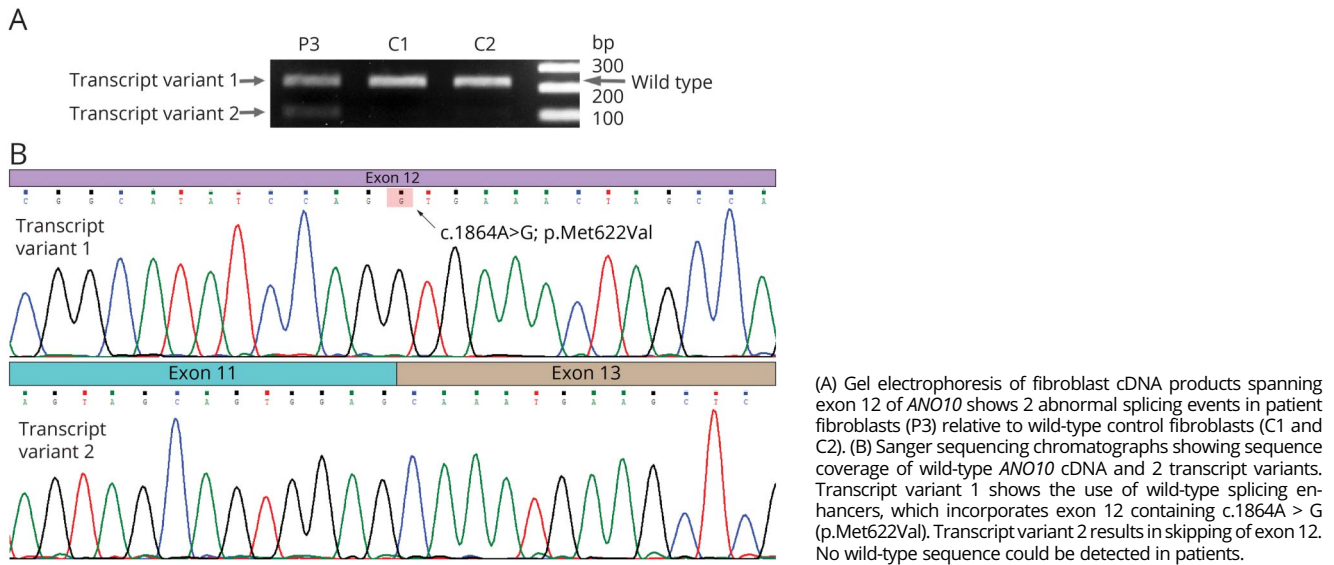 A
P3 C1 C2 bp
300
Transcript variant 1 Wild type
200
Transcript variant 2 100
B
Exon 12
C G G C A T A T C C A G G T G A A A C T A G C C A
Transcript
variant 1
c.1864A>G; p.Met622Val
Exon 11 Exon 13
A G T A G C A G T G G A G C A A A T G A A G C T C
Transcript
variant 2
(A) Gel electrophoresis of fibroblast cDNA products spanning
exon 12 of ANO10 shows 2 abnormal splicing events in patient
fibroblasts (P3) relative to wild-type control fibroblasts (C1 and
C2). (B) Sanger sequencing chromatographs showing sequence
coverage of wild-type ANO10 cDNA and 2 transcript variants.
Transcript variant 1 shows the use of wild-type splicing en-
hancers, which incorporates exon 12 containing c.1864A > G
(p.Met622Val). Transcript variant 2 results in skipping of exon 12.
No wild-type sequence could be detected in patients.